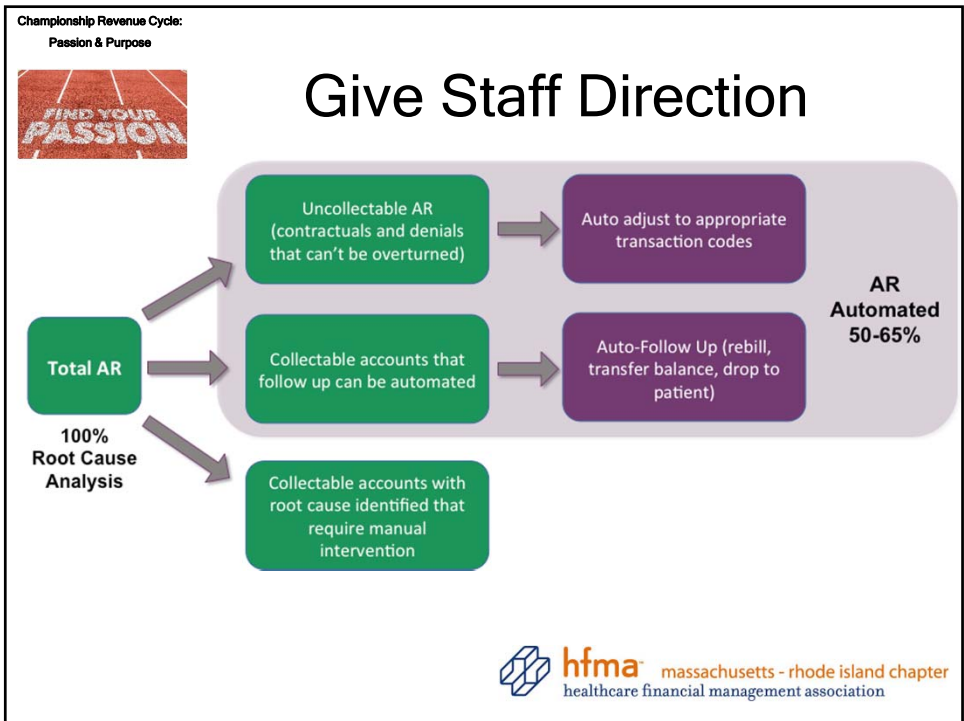 Championship Revenue Cycle:
Passion & Purpose
FIND YOUR
PASSION
Give Staff Direction
Uncollectable AR
(contractuals and denials
that can't be overturned)
Auto adjust to appropriate
transaction codes
AR
Automated
50-65%
Total AR
Collectable accounts that
follow up can be automated
Auto-Follow Up (rebill,
transfer balance, drop to
patient)
100%
Root Cause
Analysis
Collectable accounts with
root cause identified that
require manual
intervention
hfma™ massachusetts - rhode island chapter
healthcare financial management association